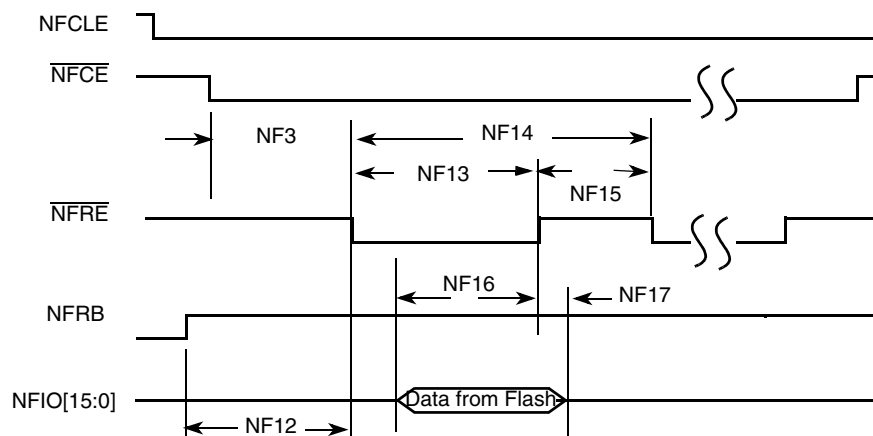 NFCLE
NFCE
NF3
NF14
NF13
NF15
NFRE
NF16
NF17
NFRB
NFIO[15:0]
Data from Flash
NF12